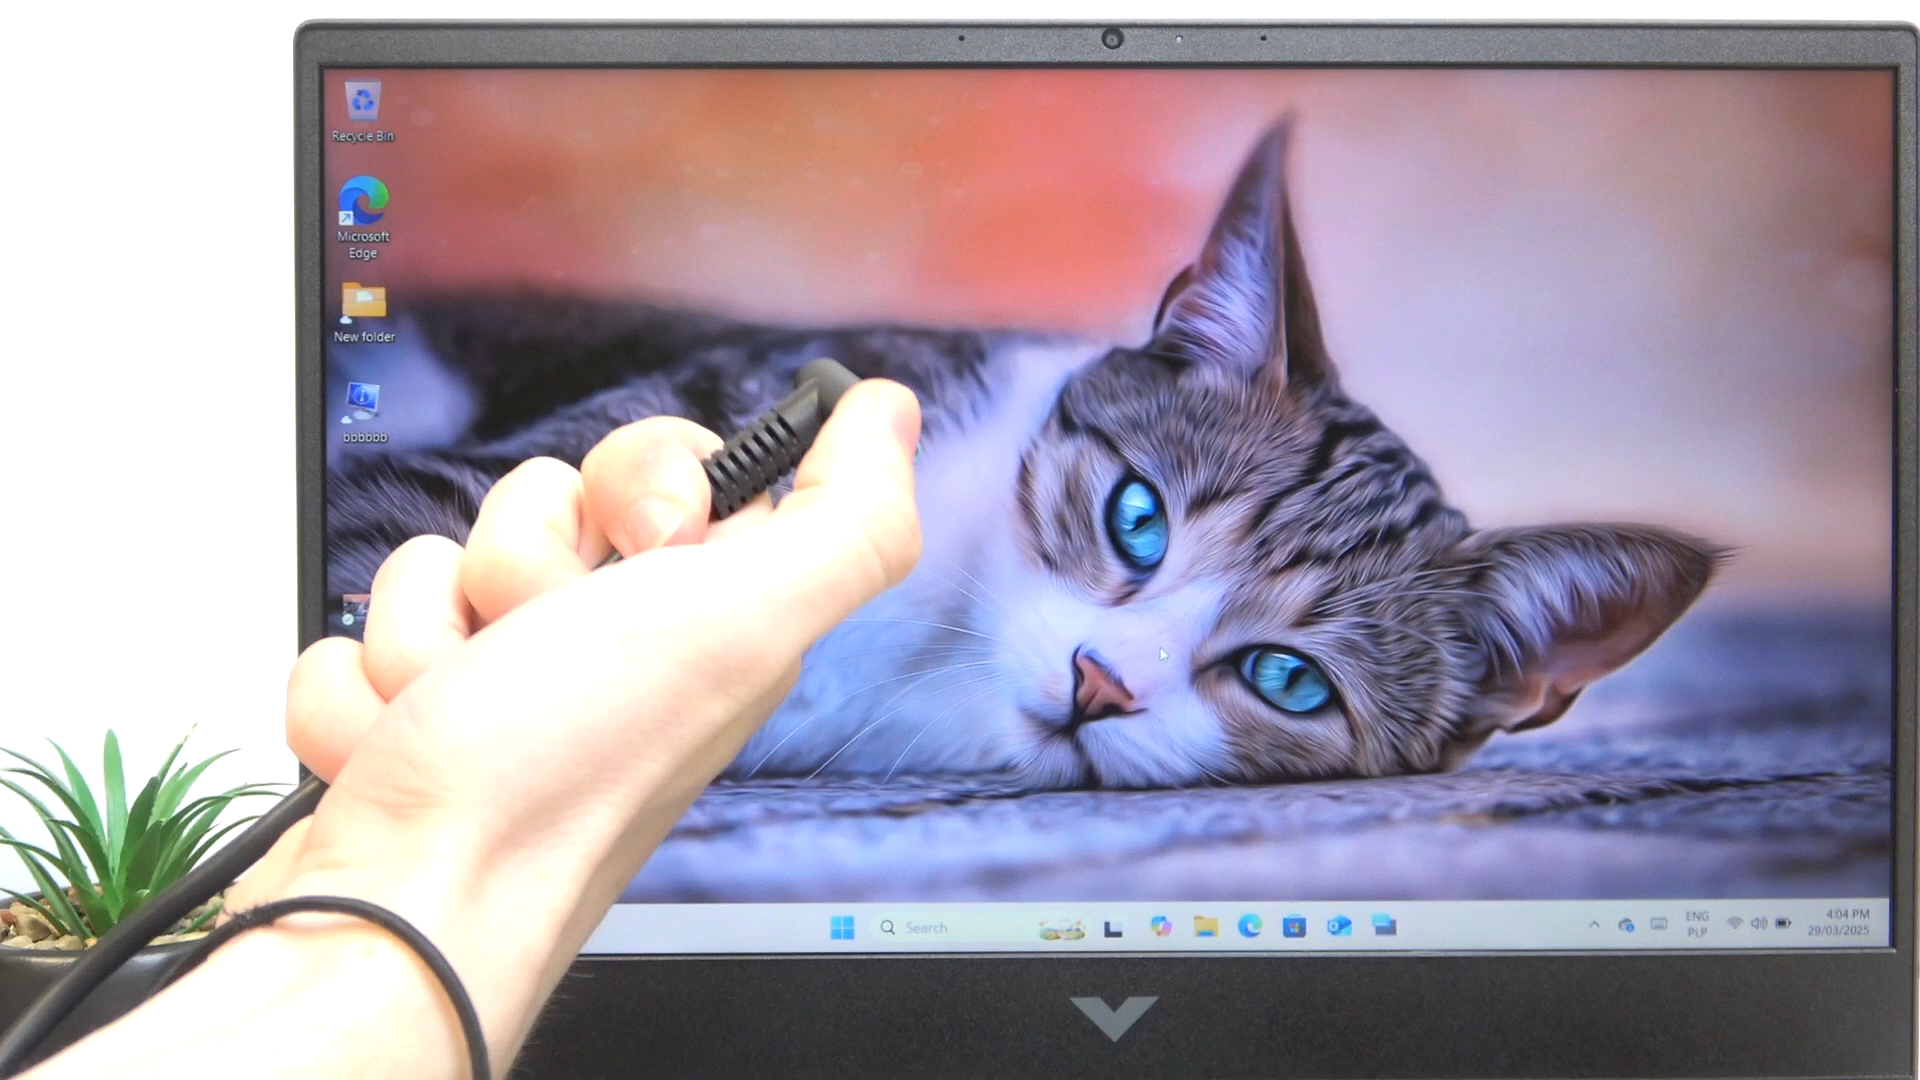 Recycle Bin
Microsoft
Edge
New folder
bbbbbb
Search
ENG
PLP
4:04 PM
29/03/2025